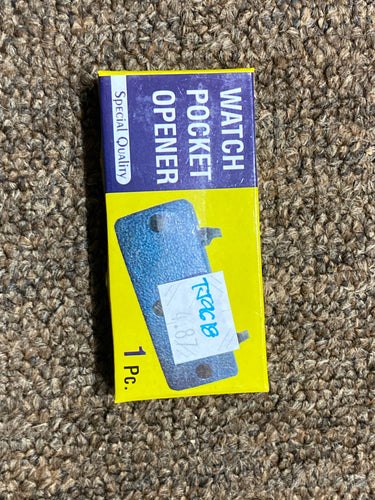 WATCH
POCKET
OPENER
Special Quality
4.87
1 Pc.